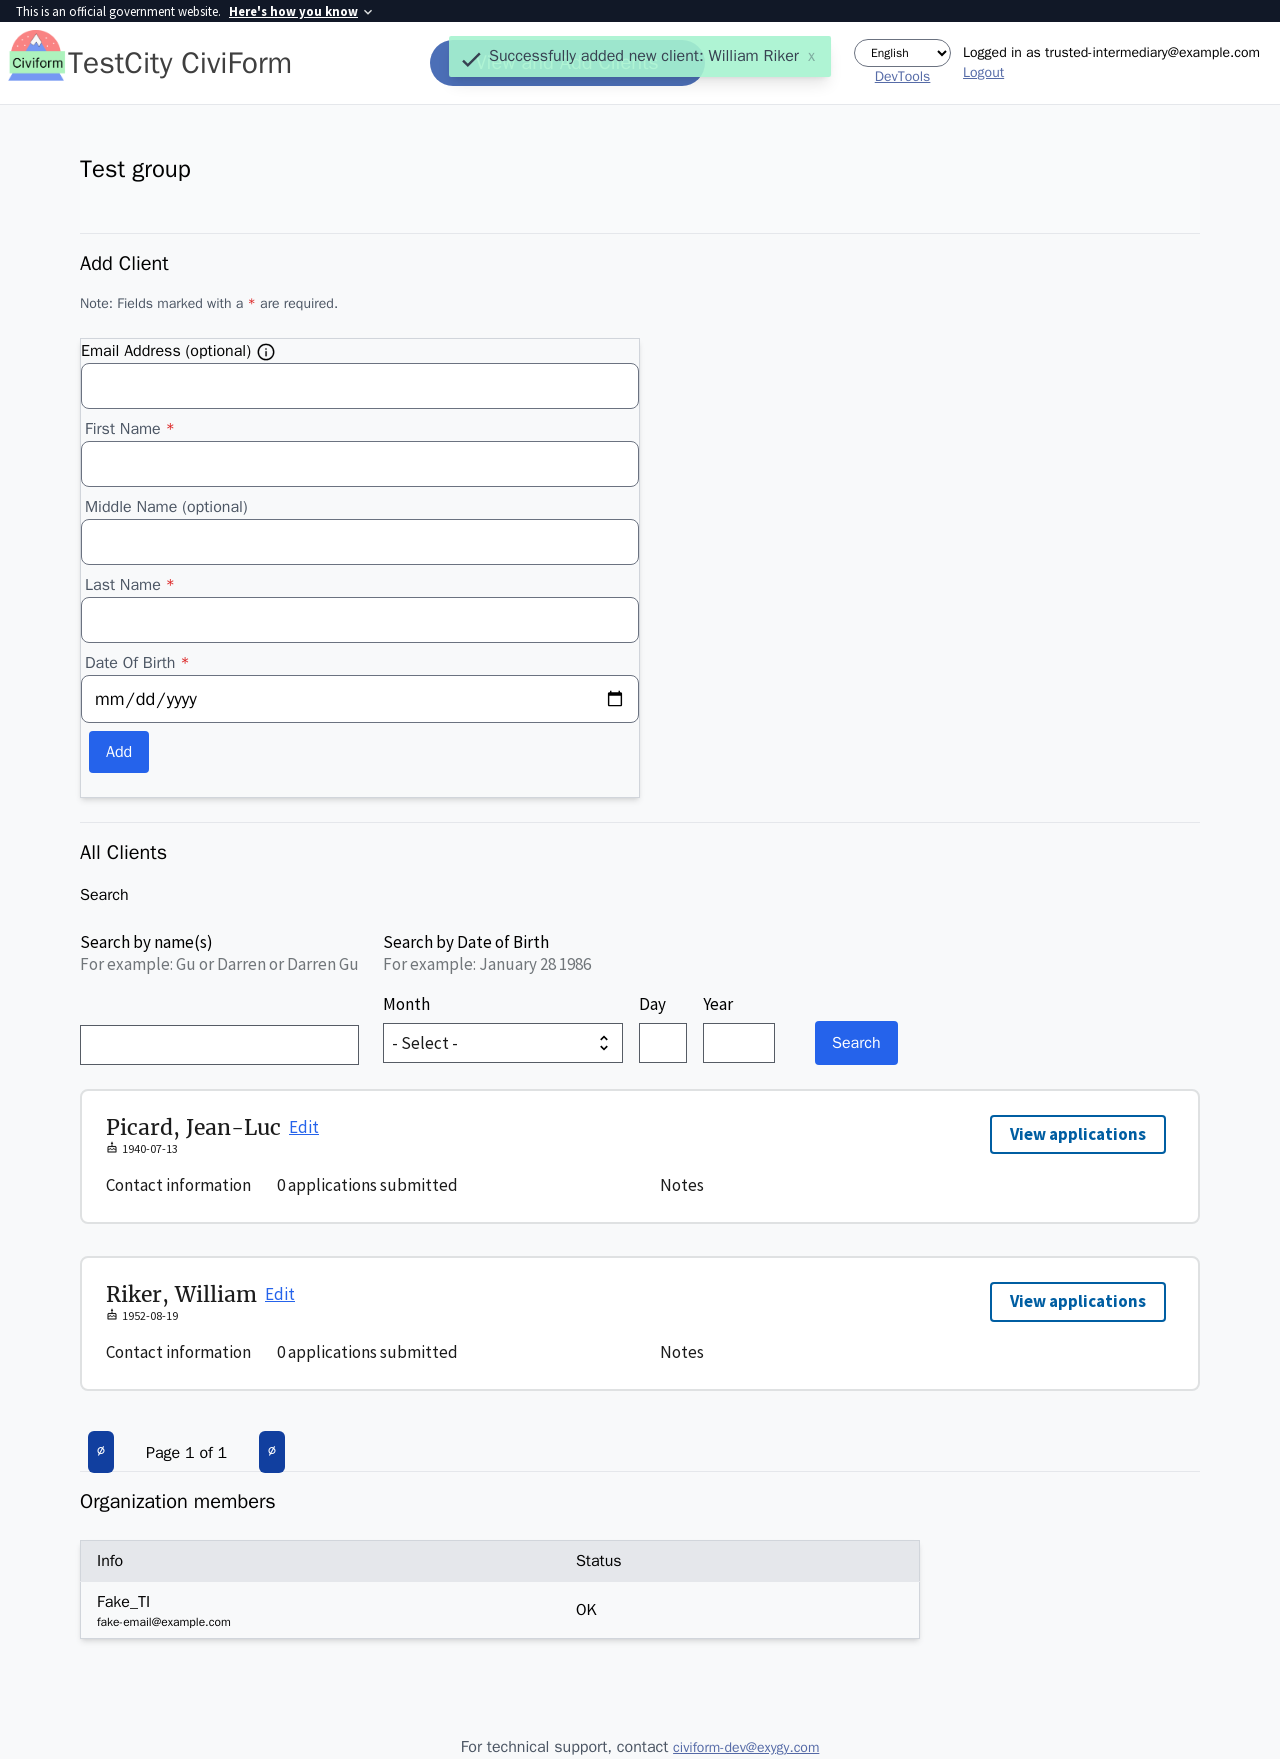 This is an official government website. Here's how you know
Civiform TestCity CiviForm
View and Add Clients
Successfully added new client: William Riker x
English
DevTools
Logged in as trusted-intermediary@example.com
Logout
Test group
Add Client
Note: Fields marked with a * are required.
Email Address (optional)
First Name *
Middle Name (optional)
Last Name *
Date Of Birth *
mm/dd/yyyy
Add
All Clients
Search
Search by name(s)
For example: Gu or Darren or Darren Gu
Search by Date of Birth
For example: January 28 1986
Month Day Year
- Select -
Search
Picard, Jean-Luc Edit
View applications
1940-07-13
Contact information 0 applications submitted Notes
Riker, William Edit
View applications
1952-08-19
Contact information 0 applications submitted Notes
∅ Page 1 of 1 ∅
Organization members
Info Status
Fake_TI
fake-email@example.com
OK
For technical support, contact civiform-dev@exygy.com